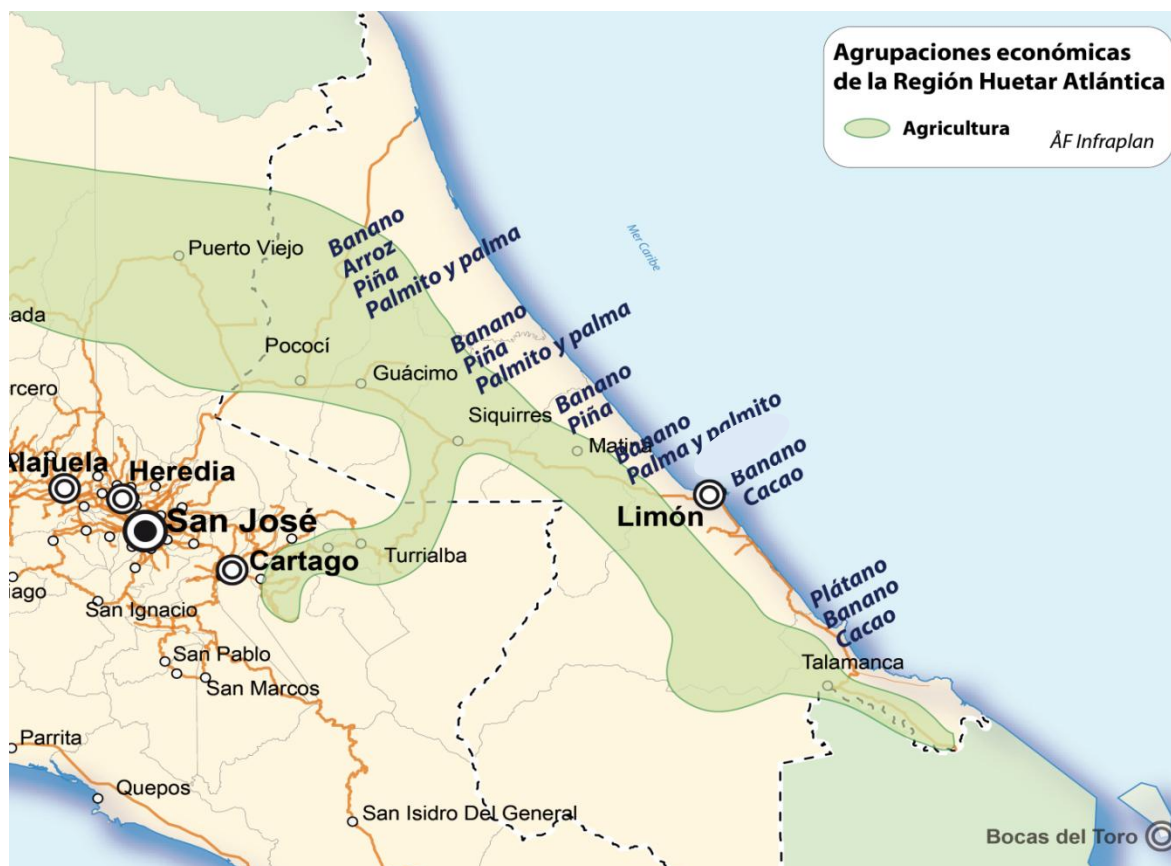 Agrupaciones económicas
de la Región Huetar Atlántica
Agricultura
ÅF Infraplan
Mer Caribe
Puerto Viejo
Banano
Arroz
Piña
Palmito y palma
Banano
Piña
Palmito y palma
Banano
Piña
Banano
Palma y palmito
Banano
Cacao
Plátano
Banano
Cacao
Pococí
Guácimo
Siquirres
Matina
Alajuela
Heredia
San José
Cartago
Turrialba
Limón
San Ignacio
San Pablo
San Marcos
Talamanca
Parrita
Quepos
San Isidro Del General
Bocas del Toro